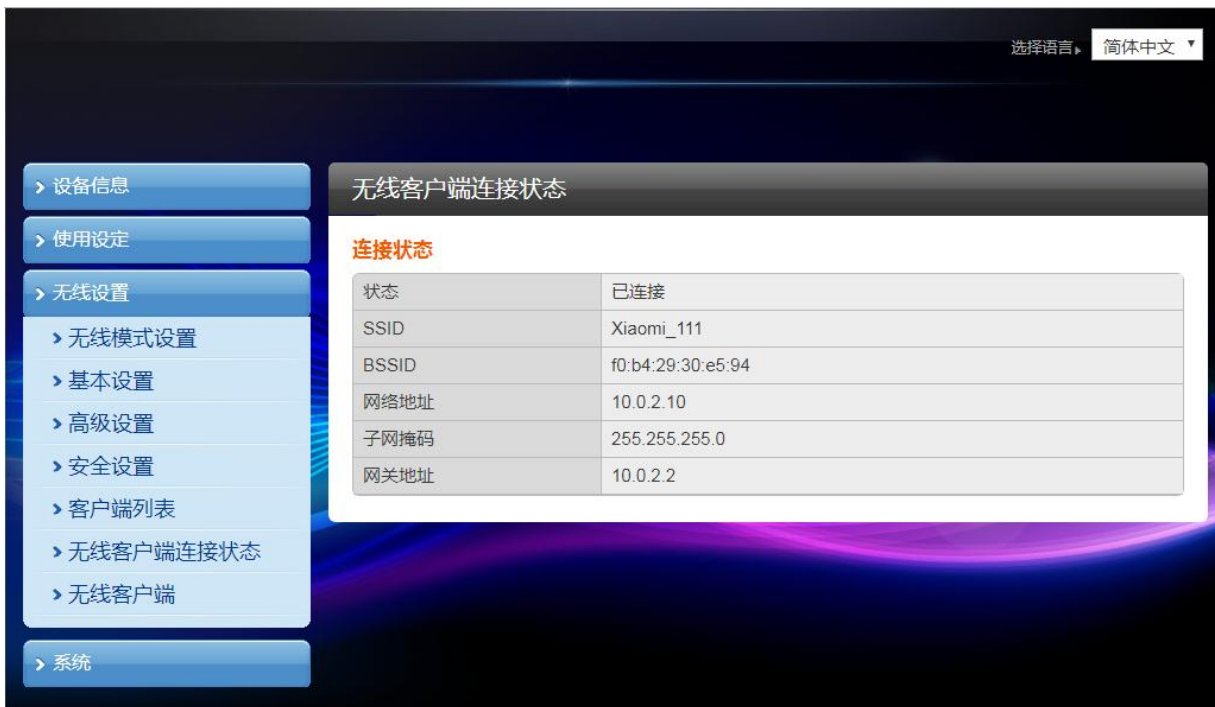 选择语言 简体中文
设备信息
使用设定
无线设置
无线模式设置
基本设置
高级设置
安全设置
客户端列表
无线客户端连接状态
无线客户端
系统
无线客户端连接状态
连接状态
状态 已连接
SSID Xiaomi_111
BSSID f0:b4:29:30:e5:94
网络地址 10.0.2.10
子网掩码 255.255.255.0
网关地址 10.0.2.2